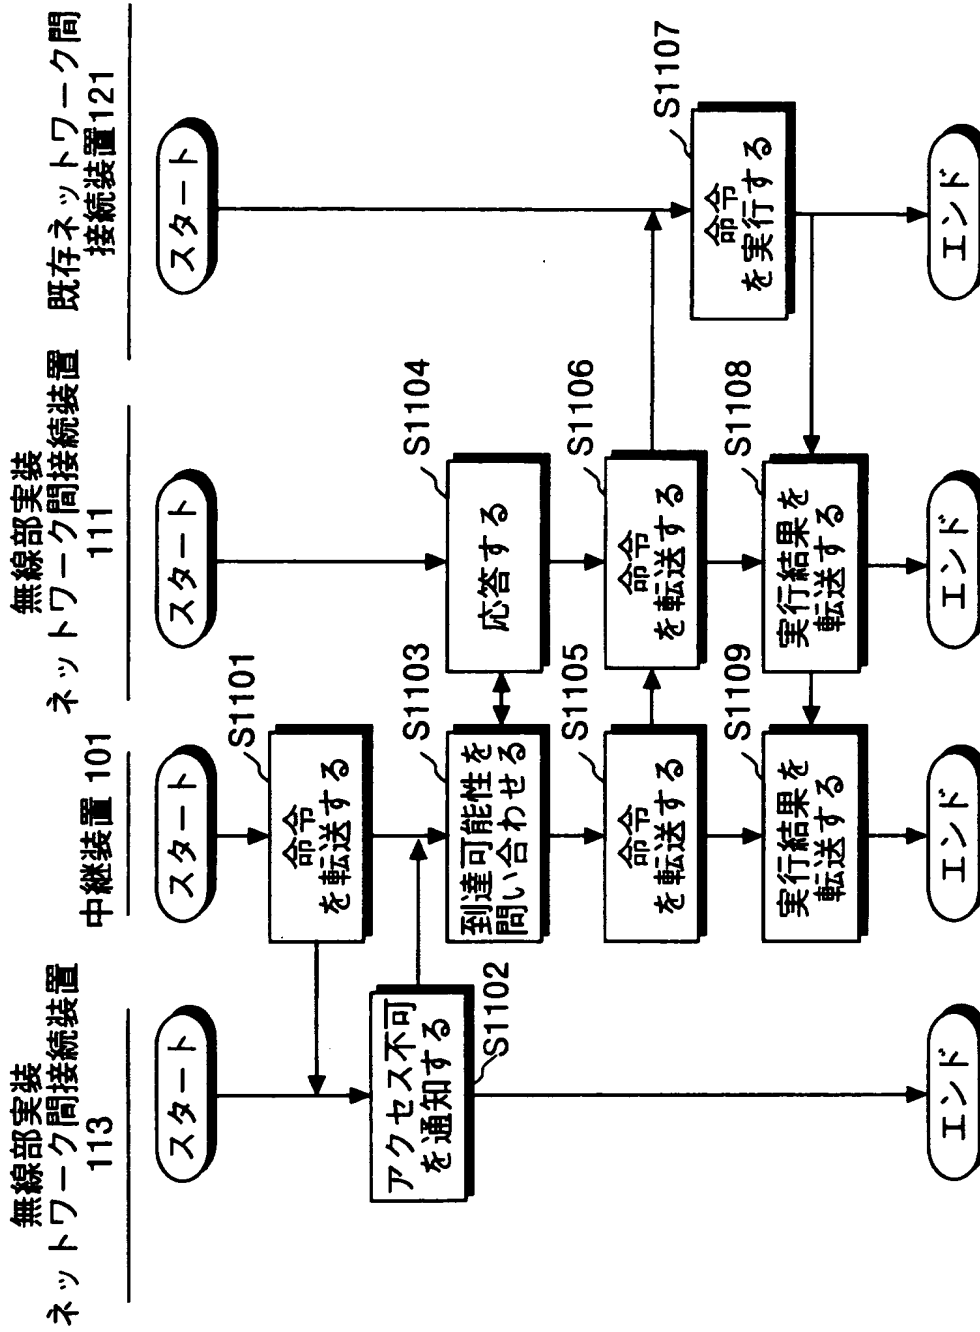 無線部実装
ネットワーク間接続装置
113
中継装置 101
無線部実装
ネットワーク間接続装置
111
既存ネットワーク間
接続装置121
スタート
スタート
スタート
スタート
S1101
命令
を転送する
アクセス不可
を通知する
S1102
S1103
到達可能性を
問い合わせる
S1104
応答する
S1105
命令
を転送する
S1106
命令
を転送する
S1107
命令
を実行する
S1108
実行結果を
転送する
S1109
実行結果を
転送する
エンド
エンド
エンド
エンド